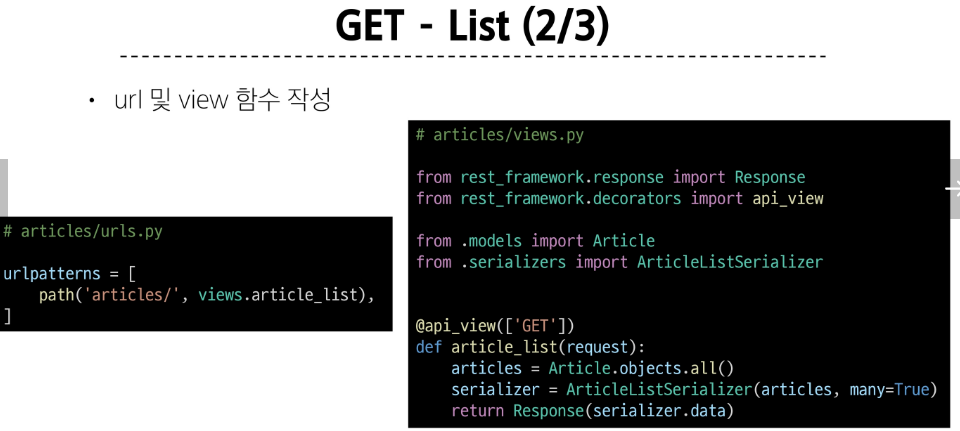 GET - List (2/3)
• url 및 view 함수 작성
# articles/urls.py
urlpatterns = [
    path('articles/', views.article_list),
]
# articles/views.py
from rest_framework.response import Response
from rest_framework.decorators import api_view
from .models import Article
from .serializers import ArticleListSerializer
@api_view(['GET'])
def article_list(request):
    articles = Article.objects.all()
    serializer = ArticleListSerializer(articles, many=True)
    return Response(serializer.data)